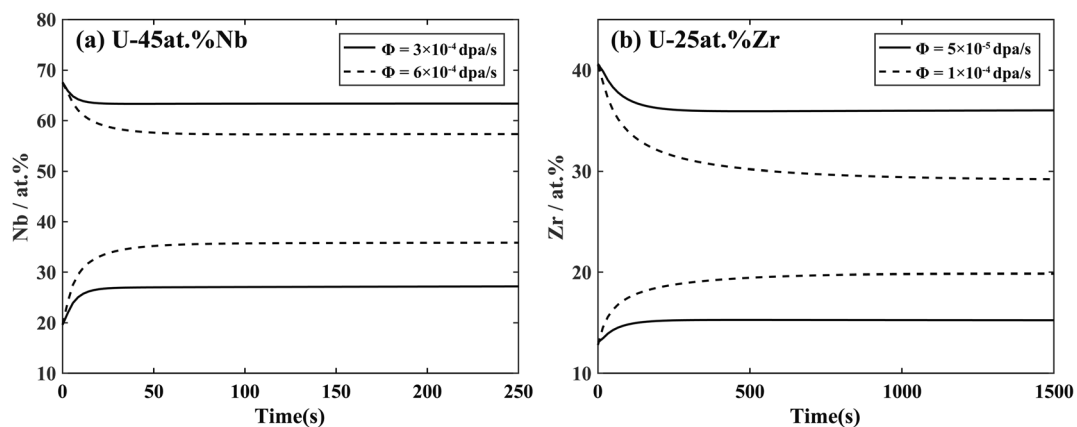 (a) U-45at.%Nb
Φ = 3×10⁻⁴ dpa/s
Φ = 6×10⁻⁴ dpa/s
80
70
60
50
40
30
20
10
Nb / at.%
0
50
100
150
200
250
Time(s)
(b) U-25at.%Zr
Φ = 5×10⁻⁵ dpa/s
Φ = 1×10⁻⁴ dpa/s
40
30
20
10
Zr / at.%
0
500
1000
1500
Time(s)